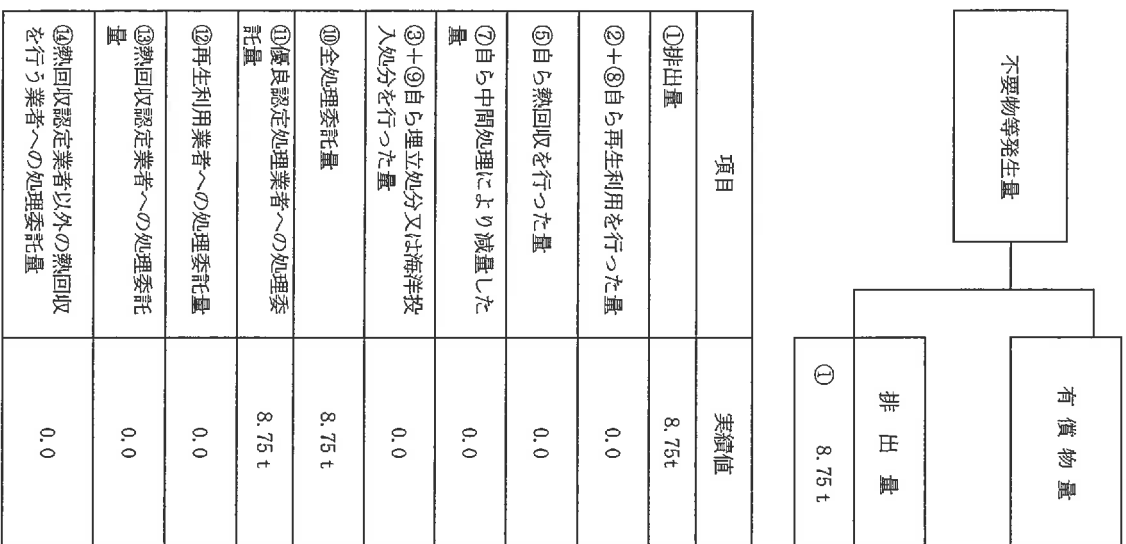 不要物等発生量
有償物量
排出量
① 8.75 t
項目 実績値
①排出量 8.75t
②+⑧自ら再生利用を行った量 0.0
⑤自ら熱回収を行った量 0.0
⑦自ら中間処理により減量した
量 0.0
③+⑨自ら埋立処分又は海洋投
入処分を行った量 0.0
⑩全処理委託量 8.75 t
⑪優良認定処理業者への処理委
託量 8.75 t
⑫再生利用業者への処理委託量 0.0
⑬熱回収認定業者への処理委託
量 0.0
⑭熱回収認定業者以外の熱回収
を行う業者への処理委託量 0.0